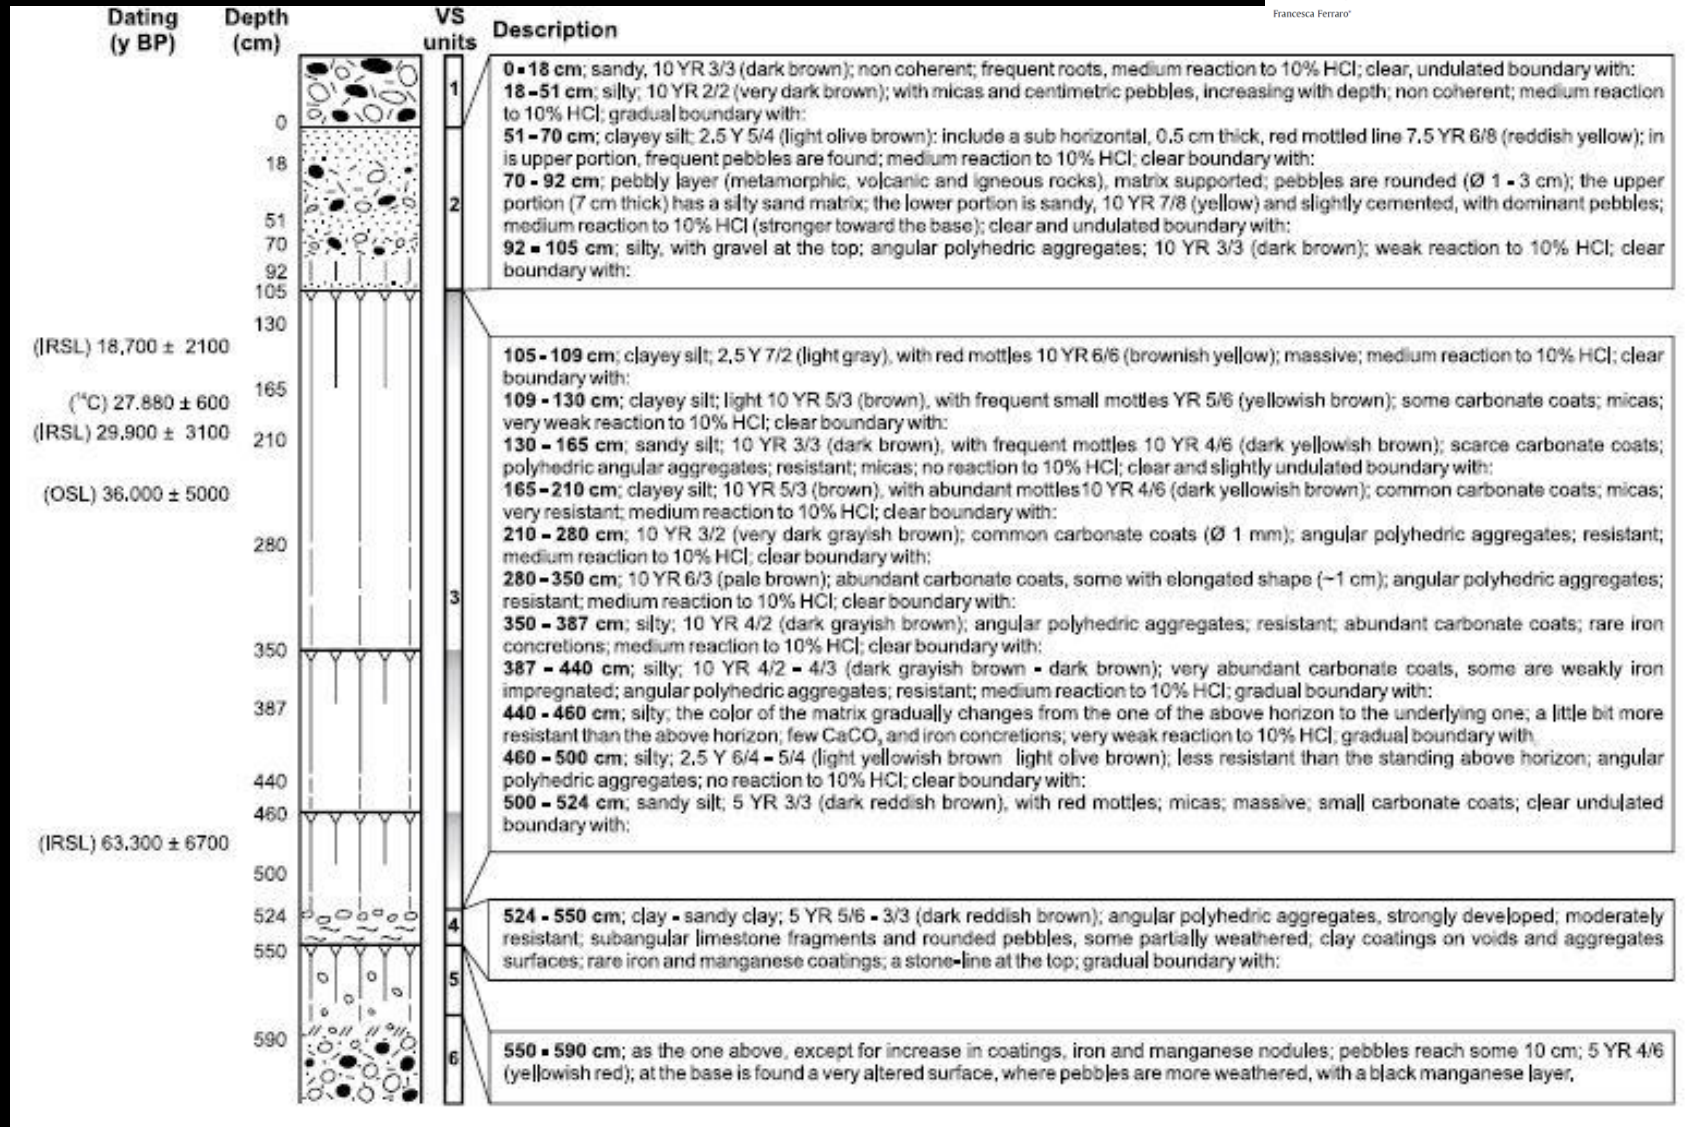 Francesca Ferraro*
Dating
(y BP)
Depth
(cm)
VS
units
Description
0
18
51
70
92
105
130
165
210
280
350
387
440
460
500
524
550
590
(IRSL) 18,700 ± 2100
(¹⁴C) 27.880 ± 600
(IRSL) 29.900 ± 3100
(OSL) 36.000 ± 5000
(IRSL) 63.300 ± 6700
1
2
3
4
5
6
0-18 cm; sandy, 10 YR 3/3 (dark brown); non coherent; frequent roots, medium reaction to 10% HCl; clear, undulated boundary with:
18-51 cm; silty; 10 YR 2/2 (very dark brown); with micas and centimetric pebbles, increasing with depth; non coherent; medium reaction
to 10% HCl; gradual boundary with:
51-70 cm; clayey silt; 2.5 Y 5/4 (light olive brown): include a sub horizontal, 0.5 cm thick, red mottled line 7.5 YR 6/8 (reddish yellow); in
is upper portion, frequent pebbles are found; medium reaction to 10% HCl; clear boundary with:
70 - 92 cm; pebbly layer (metamorphic, volcanic and igneous rocks), matrix supported; pebbles are rounded (Ø 1 - 3 cm); the upper
portion (7 cm thick) has a silty sand matrix; the lower portion is sandy, 10 YR 7/8 (yellow) and slightly cemented, with dominant pebbles;
medium reaction to 10% HCl (stronger toward the base); clear and undulated boundary with:
92 - 105 cm; silty, with gravel at the top; angular polyhedric aggregates; 10 YR 3/3 (dark brown); weak reaction to 10% HCl; clear
boundary with:
105 - 109 cm; clayey silt; 2,5 Y 7/2 (light gray), with red mottles 10 YR 6/6 (brownish yellow); massive; medium reaction to 10% HCl; clear
boundary with:
109 - 130 cm; clayey silt; light 10 YR 5/3 (brown), with frequent small mottles YR 5/6 (yellowish brown); some carbonate coats; micas;
very weak reaction to 10% HCl; clear boundary with:
130 – 165 cm; sandy silt; 10 YR 3/3 (dark brown), with frequent mottles 10 YR 4/6 (dark yellowish brown); scarce carbonate coats;
polyhedric angular aggregates; resistant; micas; no reaction to 10% HCl; clear and slightly undulated boundary with:
165–210 cm; clayey silt; 10 YR 5/3 (brown), with abundant mottles10 YR 4/6 (dark yellowish brown); common carbonate coats; micas;
very resistant; medium reaction to 10% HCl; clear boundary with:
210 – 280 cm; 10 YR 3/2 (very dark grayish brown); common carbonate coats (Ø 1 mm); angular polyhedric aggregates; resistant;
medium reaction to 10% HCl; clear boundary with:
280–350 cm; 10 YR 6/3 (pale brown); abundant carbonate coats, some with elongated shape (~1 cm); angular polyhedric aggregates;
resistant; medium reaction to 10% HCl; clear boundary with:
350 – 387 cm; silty; 10 YR 4/2 (dark grayish brown); angular polyhedric aggregates; resistant; abundant carbonate coats; rare iron
concretions; medium reaction to 10% HCl; clear boundary with:
387 – 440 cm; silty; 10 YR 4/2 – 4/3 (dark grayish brown - dark brown); very abundant carbonate coats, some are weakly iron
impregnated; angular polyhedric aggregates; resistant; medium reaction to 10% HCl; gradual boundary with:
440 - 460 cm; silty; the color of the matrix gradually changes from the one of the above horizon to the underlying one; a little bit more
resistant than the above horizon; few CaCO₃ and iron concretions; very weak reaction to 10% HCl, gradual boundary with
460 – 500 cm; silty; 2.5 Y 6/4 – 5/4 (light yellowish brown light olive brown); less resistant than the standing above horizon; angular
polyhedric aggregates; no reaction to 10% HCl; clear boundary with:
500 – 524 cm; sandy silt; 5 YR 3/3 (dark reddish brown), with red mottles; micas; massive; small carbonate coats; clear undulated
boundary with:
524 - 550 cm; clay - sandy clay; 5 YR 5/6 - 3/3 (dark reddish brown); angular polyhedric aggregates, strongly developed; moderately
resistant; subangular limestone fragments and rounded pebbles, some partially weathered; clay coatings on voids and aggregates
surfaces; rare iron and manganese coatings; a stone-line at the top; gradual boundary with:
550 - 590 cm; as the one above, except for increase in coatings, iron and manganese nodules; pebbles reach some 10 cm; 5 YR 4/6
(yellowish red); at the base is found a very altered surface, where pebbles are more weathered, with a black manganese layer,